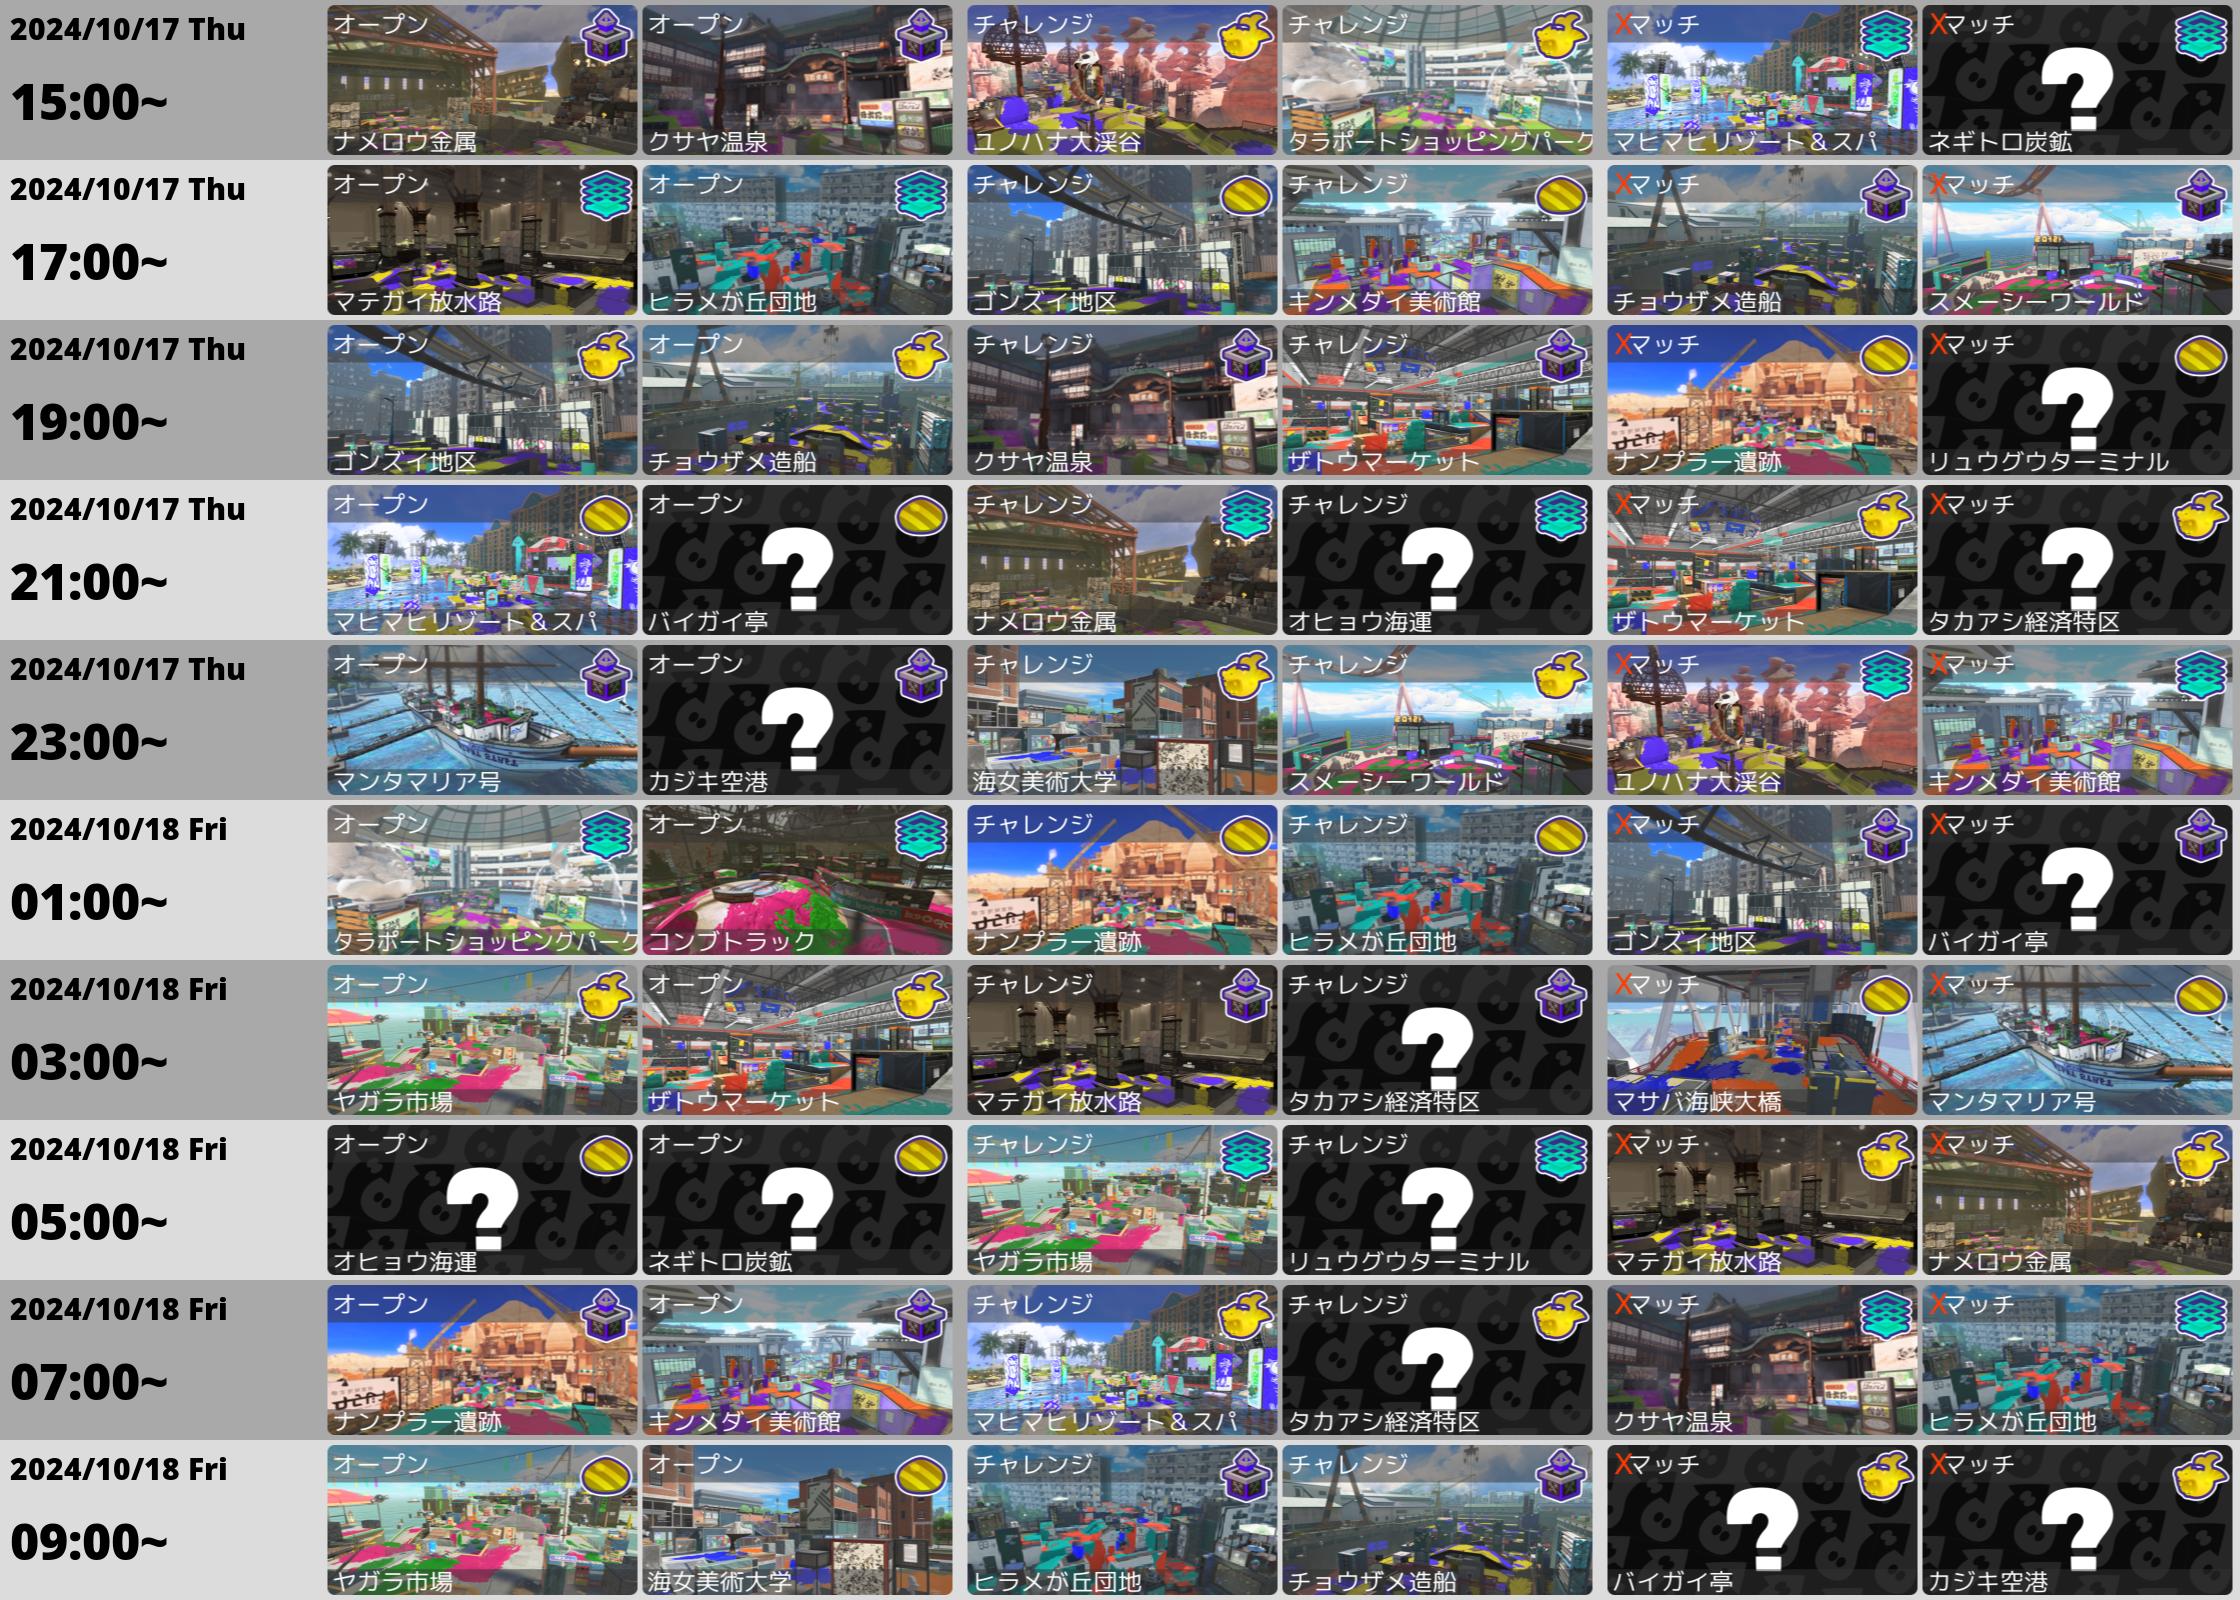 2024/10/17 Thu
15:00~
オープン
ナメロウ金属
オープン
クサヤ温泉
チャレンジ
ユノハナ大渓谷
チャレンジ
タラポートショッピングパーク
Xマッチ
マヒマヒリゾート＆スパ
Xマッチ
?
ネギトロ炭鉱
2024/10/17 Thu
17:00~
オープン
マテガイ放水路
オープン
ヒラメが丘団地
チャレンジ
ゴンズイ地区
チャレンジ
キンメダイ美術館
Xマッチ
チョウザメ造船
Xマッチ
スメーシーワールド
2024/10/17 Thu
19:00~
オープン
ゴンズイ地区
オープン
チョウザメ造船
チャレンジ
クサヤ温泉
チャレンジ
ザトウマーケット
Xマッチ
ナンプラー遺跡
Xマッチ
?
リュウグウターミナル
2024/10/17 Thu
21:00~
オープン
マヒマヒリゾート＆スパ
オープン
?
バイガイ亭
チャレンジ
ナメロウ金属
チャレンジ
?
オヒョウ海運
Xマッチ
ザトウマーケット
Xマッチ
?
タカアシ経済特区
2024/10/17 Thu
23:00~
オープン
マンタマリア号
オープン
?
カジキ空港
チャレンジ
海女美術大学
チャレンジ
スメーシーワールド
Xマッチ
ユノハナ大渓谷
Xマッチ
キンメダイ美術館
2024/10/18 Fri
01:00~
オープン
タラポートショッピングパーク
オープン
コンブトラック
チャレンジ
ナンプラー遺跡
チャレンジ
ヒラメが丘団地
Xマッチ
ゴンズイ地区
Xマッチ
?
バイガイ亭
2024/10/18 Fri
03:00~
オープン
ヤガラ市場
オープン
ザトウマーケット
チャレンジ
マテガイ放水路
チャレンジ
?
タカアシ経済特区
Xマッチ
マサバ海峡大橋
Xマッチ
マンタマリア号
2024/10/18 Fri
05:00~
オープン
?
オヒョウ海運
オープン
?
ネギトロ炭鉱
チャレンジ
ヤガラ市場
チャレンジ
?
リュウグウターミナル
Xマッチ
マテガイ放水路
Xマッチ
ナメロウ金属
2024/10/18 Fri
07:00~
オープン
ナンプラー遺跡
オープン
キンメダイ美術館
チャレンジ
マヒマヒリゾート＆スパ
チャレンジ
?
タカアシ経済特区
Xマッチ
クサヤ温泉
Xマッチ
ヒラメが丘団地
2024/10/18 Fri
09:00~
オープン
ヤガラ市場
オープン
海女美術大学
チャレンジ
ヒラメが丘団地
チャレンジ
チョウザメ造船
Xマッチ
?
バイガイ亭
Xマッチ
?
カジキ空港